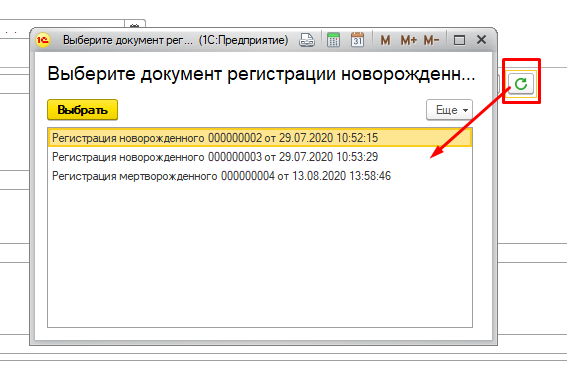 Выберите документ рег... (1С:Предприятие)
31
M M+ M-
Выберите документ регистрации новорожденн...
Выбрать
Еще
Регистрация новорожденного 000000002 от 29.07.2020 10:52:15
Регистрация новорожденного 000000003 от 29.07.2020 10:53:29
Регистрация мертворожденного 000000004 от 13.08.2020 13:58:46